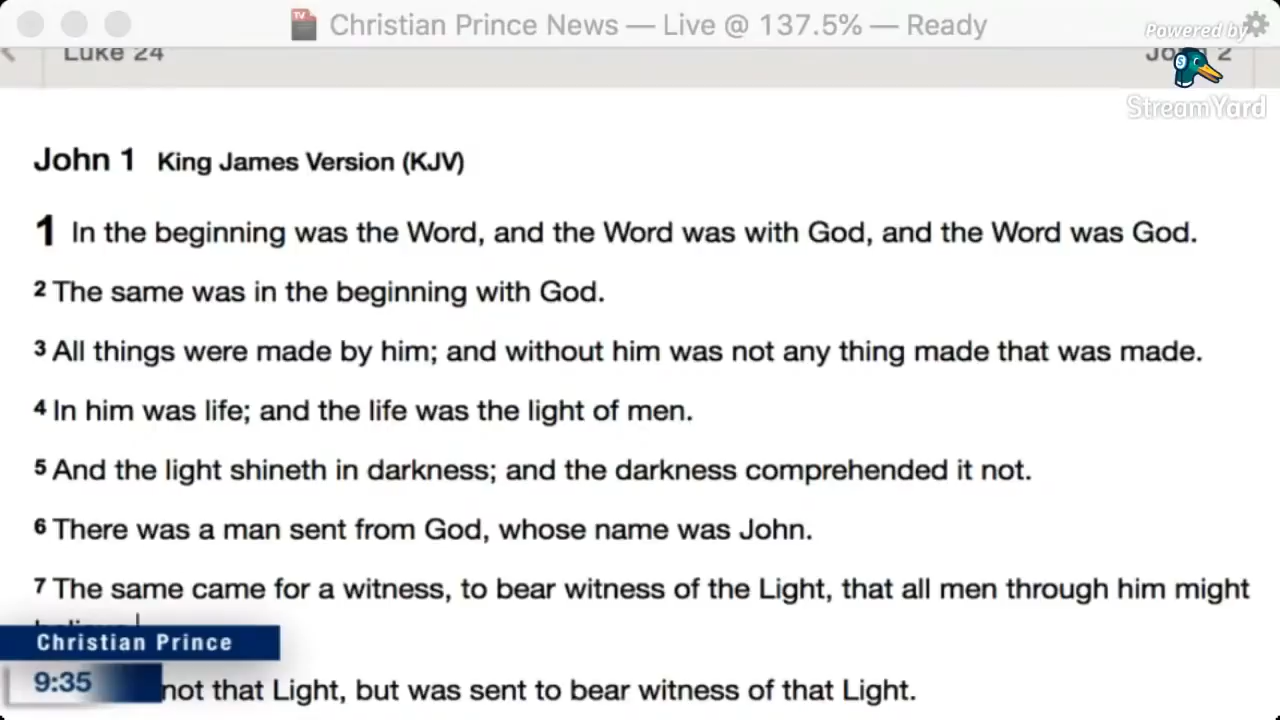 Christian Prince News — Live @ 137.5% — Ready
Powered by
Luke 24
StreamYard
John 1 King James Version (KJV)
1 In the beginning was the Word, and the Word was with God, and the Word was God.
2 The same was in the beginning with God.
3 All things were made by him; and without him was not any thing made that was made.
4 In him was life; and the life was the light of men.
5 And the light shineth in darkness; and the darkness comprehended it not.
6 There was a man sent from God, whose name was John.
7 The same came for a witness, to bear witness of the Light, that all men through him might
Christian Prince
9:35
not that Light, but was sent to bear witness of that Light.